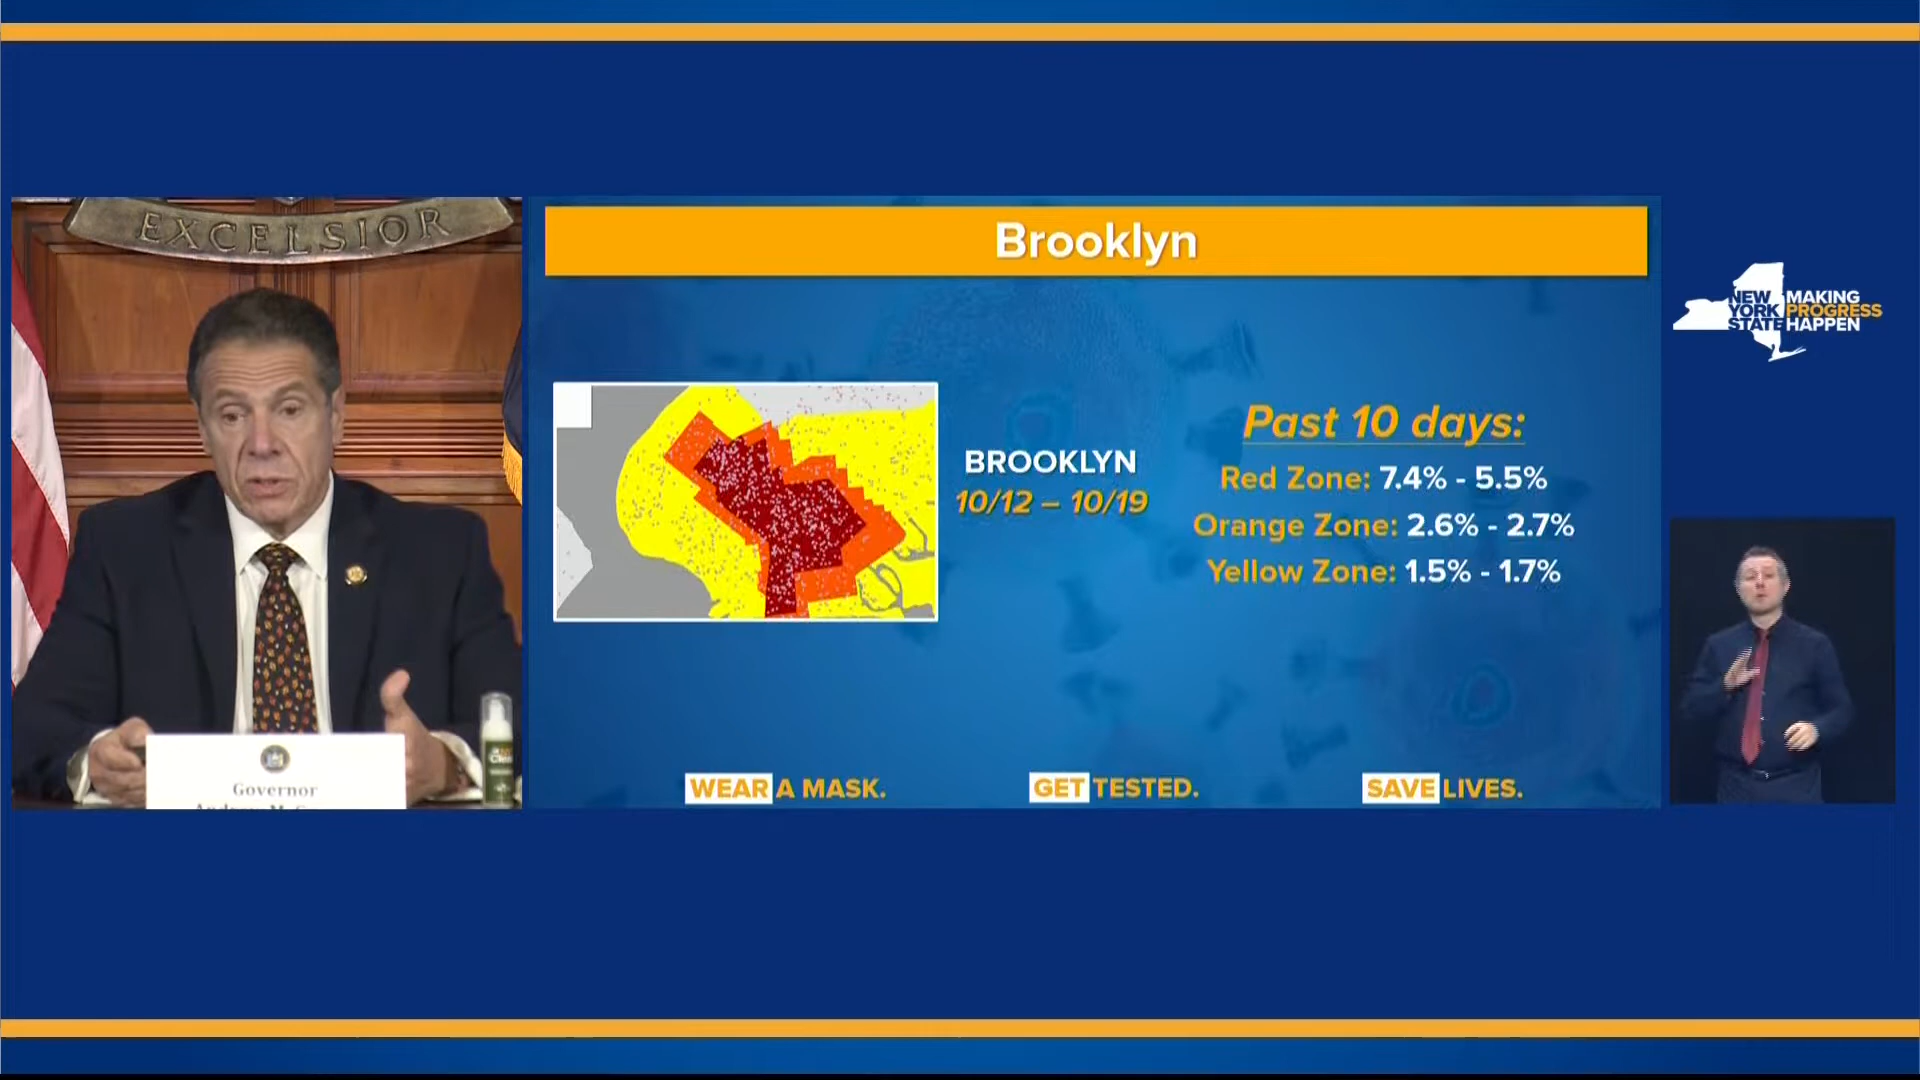 EXCELSIOR
Governor
Brooklyn
BROOKLYN
10/12 – 10/19
Past 10 days:
Red Zone: 7.4% - 5.5%
Orange Zone: 2.6% - 2.7%
Yellow Zone: 1.5% - 1.7%
WEAR A MASK.
GET TESTED.
SAVE LIVES.
NEW YORK STATE
MAKING PROGRESS HAPPEN